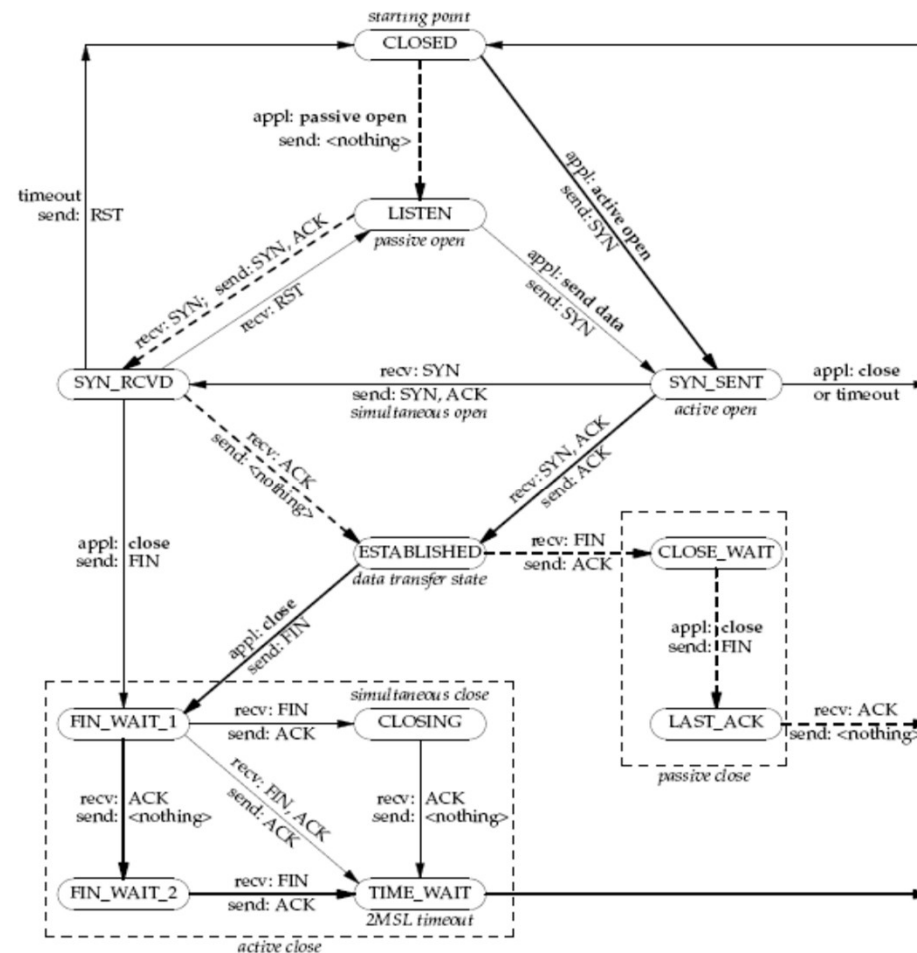 starting point
CLOSED
appl: passive open
send: <nothing>
appl: active open
send: SYN
timeout
send: RST
LISTEN
passive open
recv: SYN; send: SYN, ACK
recv: RST
appl: send data
send: SYN
SYN_RCVD
recv: SYN
send: SYN, ACK
simultaneous open
SYN_SENT
active open
appl: close
or timeout
recv: ACK
send: <nothing>
recv: SYN, ACK
send: ACK
appl: close
send: FIN
ESTABLISHED
data transfer state
recv: FIN
send: ACK
CLOSE_WAIT
appl: close
send: FIN
appl: close
send: FIN
simultaneous close
FIN_WAIT_1
recv: FIN
send: ACK
CLOSING
LAST_ACK
recv: ACK
send: <nothing>
passive close
recv: ACK
send: <nothing>
recv: FIN, ACK
send: ACK
recv: ACK
send: <nothing>
FIN_WAIT_2
recv: FIN
send: ACK
TIME_WAIT
2MSL timeout
active close